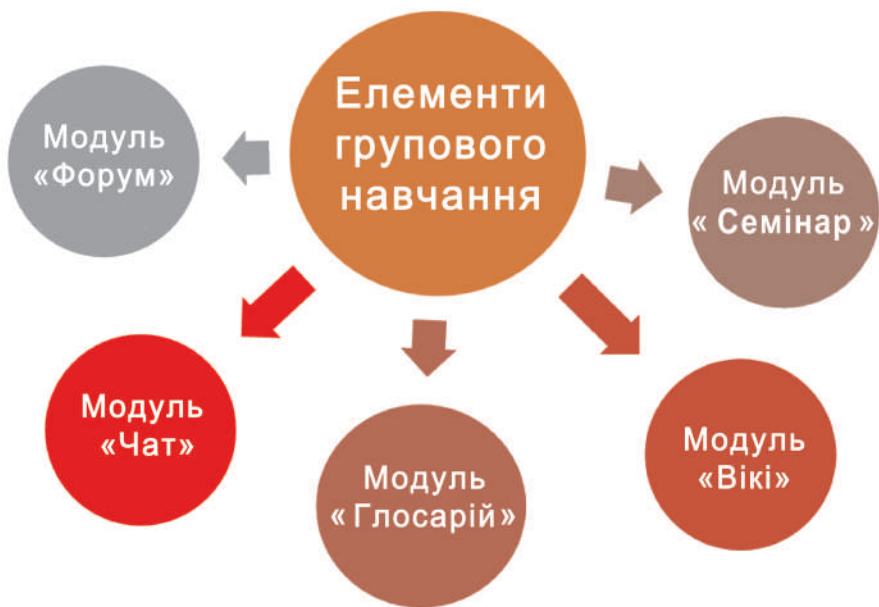 Елементи
групового
навчання
Модуль
«Форум»
Модуль
« Семінар »
Модуль
«Чат»
Модуль
« Глосарій»
Модуль
«Вікі»